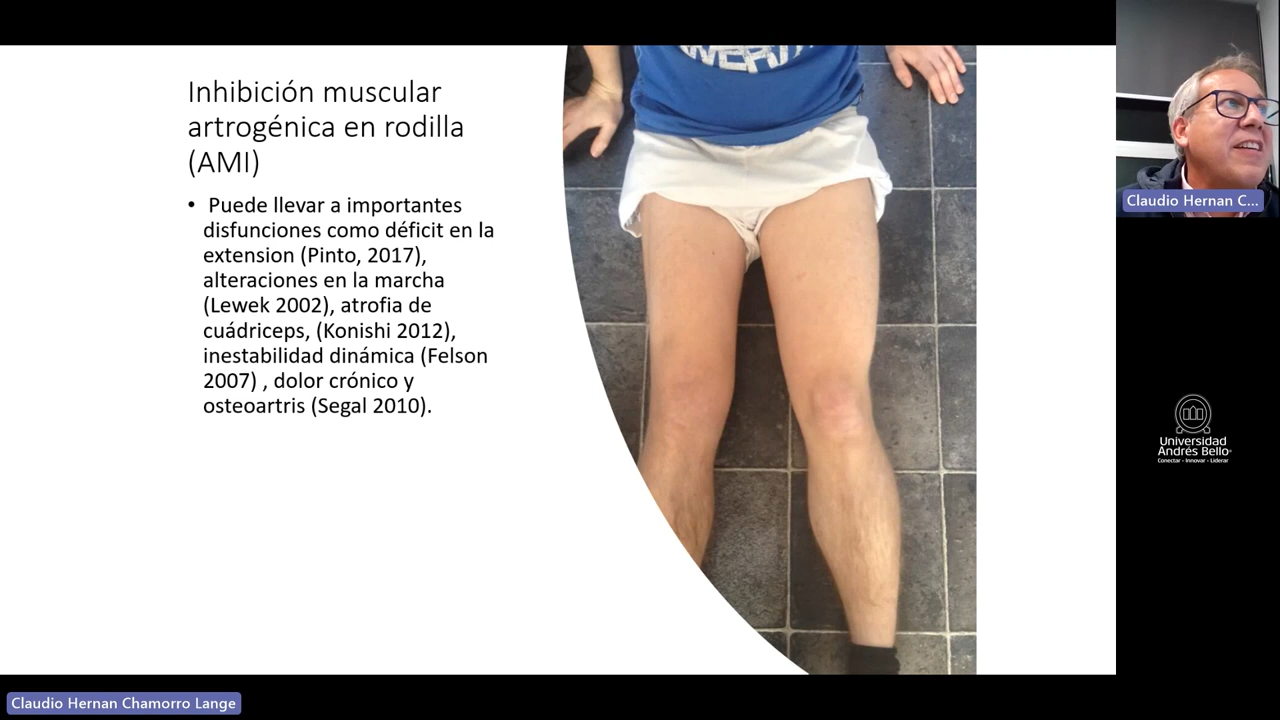 Inhibición muscular
artrogénica en rodilla
(AMI)
• Puede llevar a importantes
disfunciones como déficit en la
extension (Pinto, 2017),
alteraciones en la marcha
(Lewek 2002), atrofia de
cuádriceps, (Konishi 2012),
inestabilidad dinámica (Felson
2007) , dolor crónico y
osteoartris (Segal 2010).
Claudio Hernan C...
Universidad
Andrés Bello
Conectar - Innovar - Liderar
Claudio Hernan Chamorro Lange